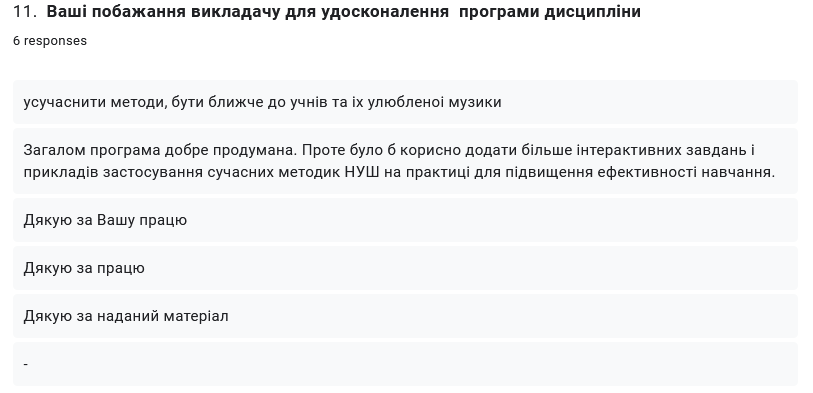 11. Ваші побажання викладачу для удосконалення програми дисципліни
6 responses
усучаснити методи, бути ближче до учнів та іх улюбленоі музики
Загалом програма добре продумана. Проте було б корисно додати більше інтерактивних завдань і
прикладів застосування сучасних методик НУШ на практиці для підвищення ефективності навчання.
Дякую за Вашу працю
Дякую за працю
Дякую за наданий матеріал
-